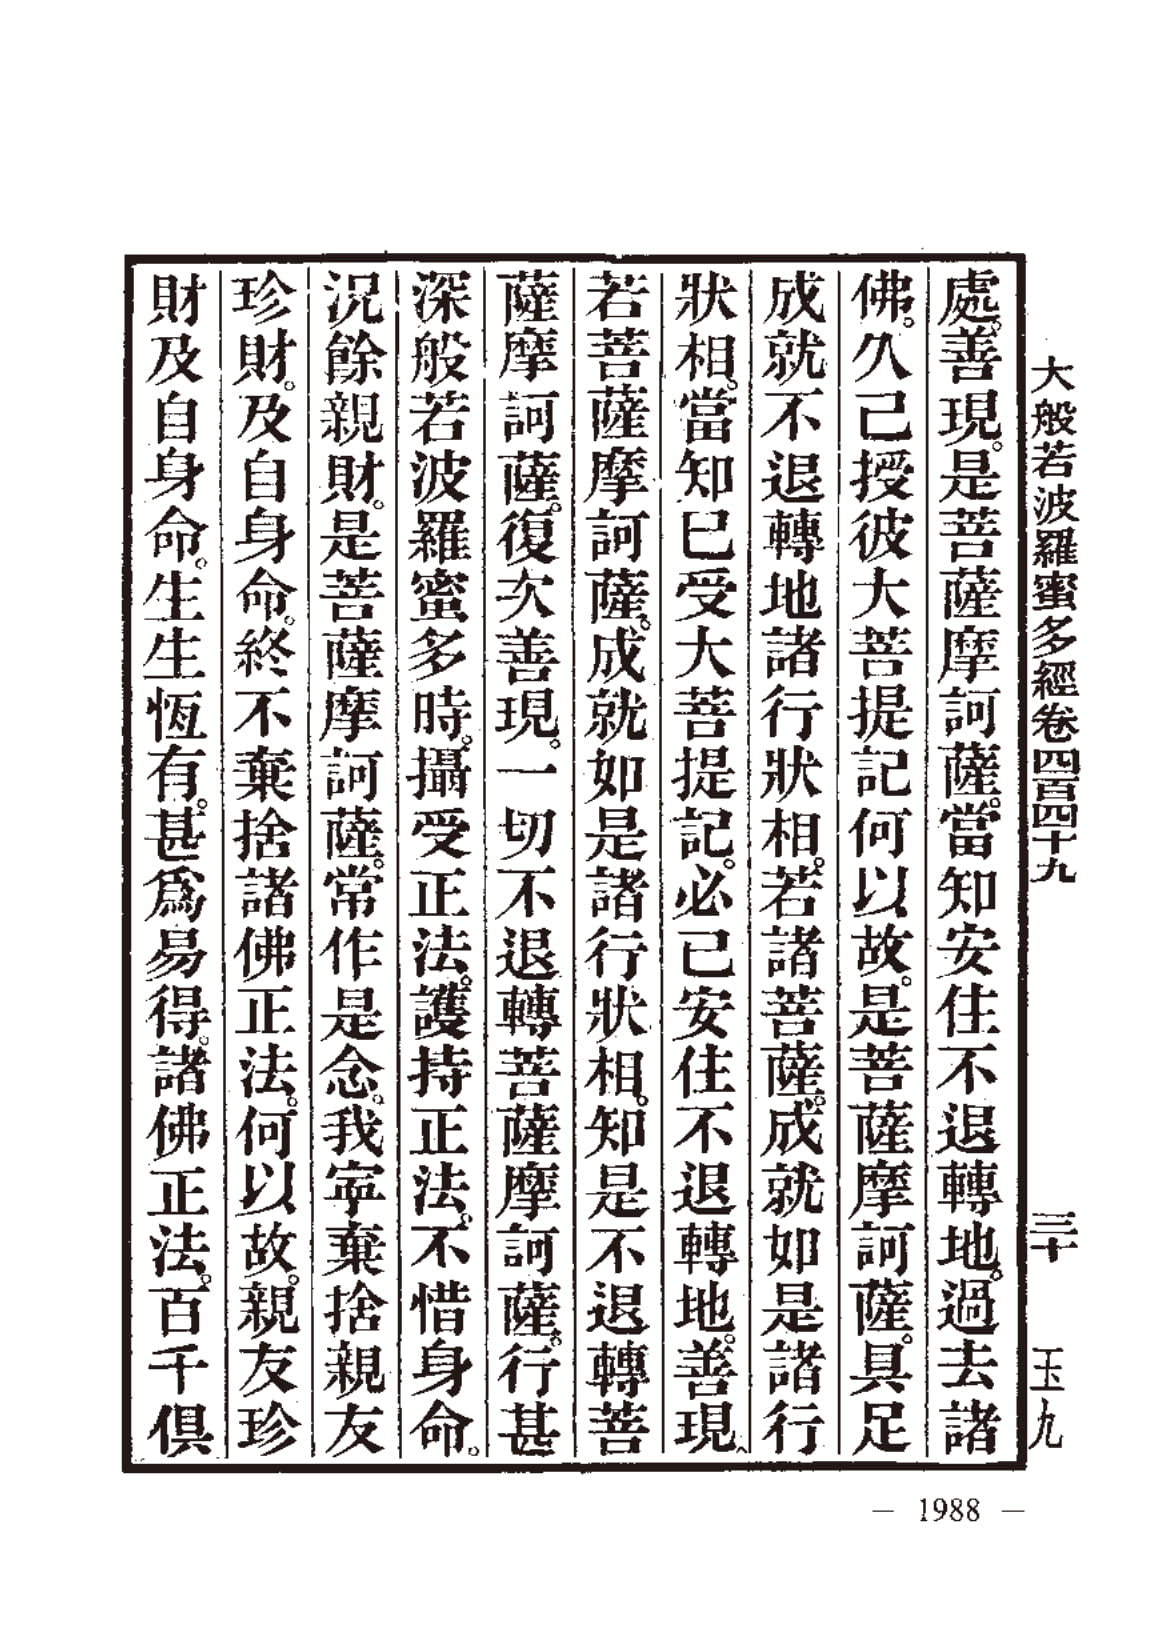 大般若波羅蜜多經卷四百四十九　三十　玉九
處。善現。是菩薩摩訶薩。當知安住不退轉地。過去諸
佛。久己授彼大菩提記何以故。是菩薩摩訶薩。具足
成就不退轉地諸行狀相。若諸菩薩。成就如是諸行
狀相。當知已受大菩提記。必已安住不退轉地。善現。
若菩薩摩訶薩。成就如是諸行狀相。知是不退轉菩
薩摩訶薩。復次善現。一切不退轉菩薩摩訶薩。行甚
深般若波羅蜜多時。攝受正法。護持正法。不惜身命。
況餘親財。是菩薩摩訶薩。常作是念。我寧棄捨親友
珍財。及自身命。終不棄捨諸佛正法。何以故。親友珍
財及自身命。生生恆有。甚爲易得。諸佛正法。百千俱
— 1988 —